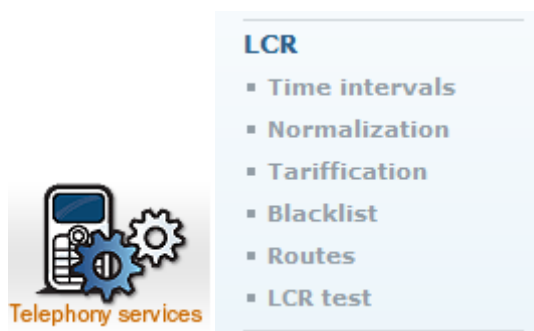 LCR
Time intervals
Normalization
Tariffication
Blacklist
Routes
LCR test
Telephony services